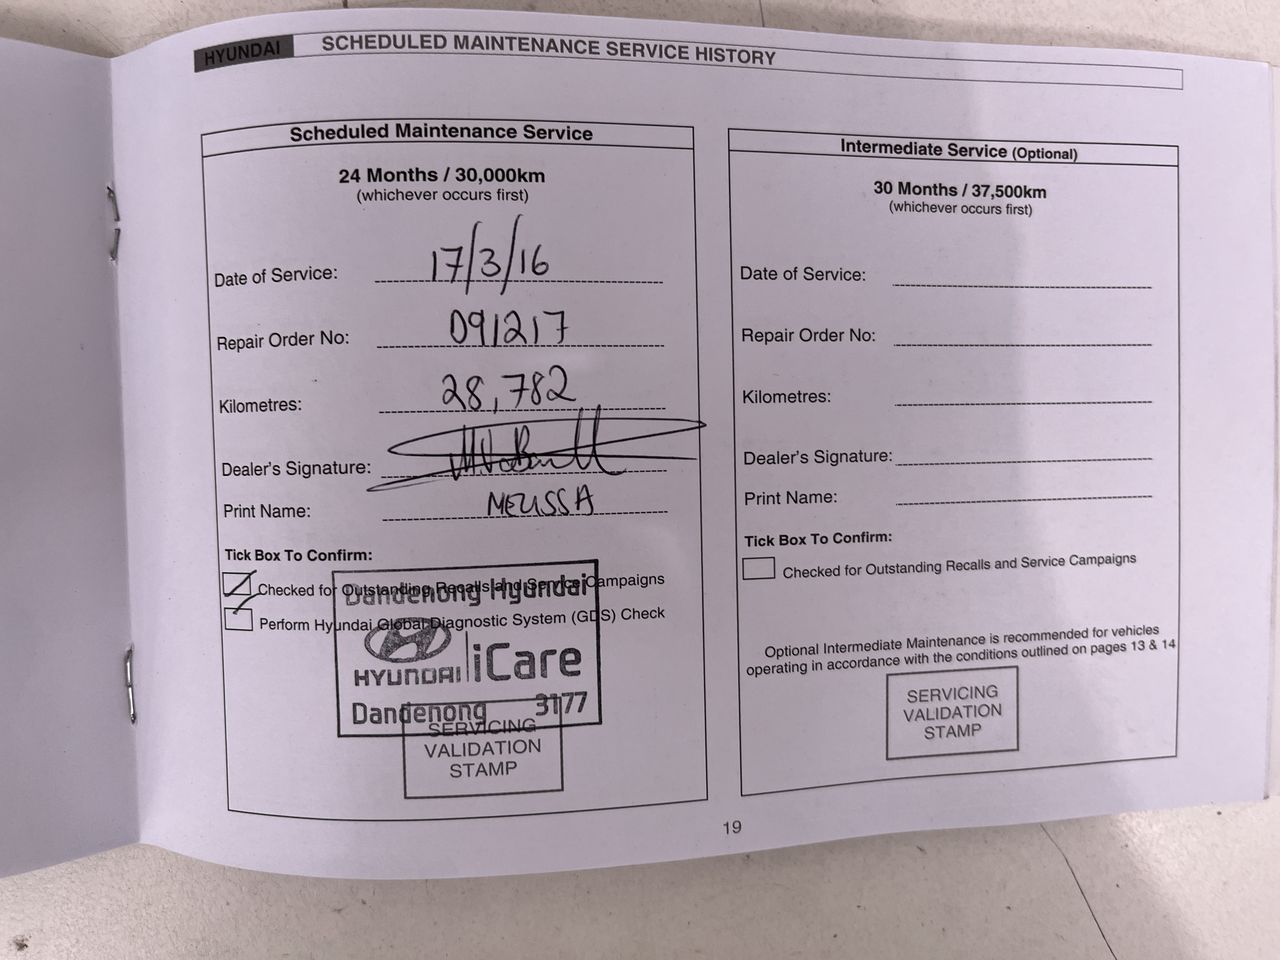 HYUNDAI SCHEDULED MAINTENANCE SERVICE HISTORY
Scheduled Maintenance Service
24 Months / 30,000km
(whichever occurs first)
Date of Service: 17/3/16
Repair Order No: 091217
Kilometres: 28,782
Dealer's Signature:
Print Name: MELISSA
Tick Box To Confirm:
Checked for Outstanding Recalls and Service Campaigns
Perform Hyundai Global Diagnostic System (GDS) Check
Dandenong Hyundai
HYUNDAI iCare
Dandenong 3177
SERVICING
VALIDATION
STAMP
Intermediate Service (Optional)
30 Months / 37,500km
(whichever occurs first)
Date of Service:
Repair Order No:
Kilometres:
Dealer's Signature:
Print Name:
Tick Box To Confirm:
Checked for Outstanding Recalls and Service Campaigns
Optional Intermediate Maintenance is recommended for vehicles
operating in accordance with the conditions outlined on pages 13 & 14
SERVICING
VALIDATION
STAMP
19